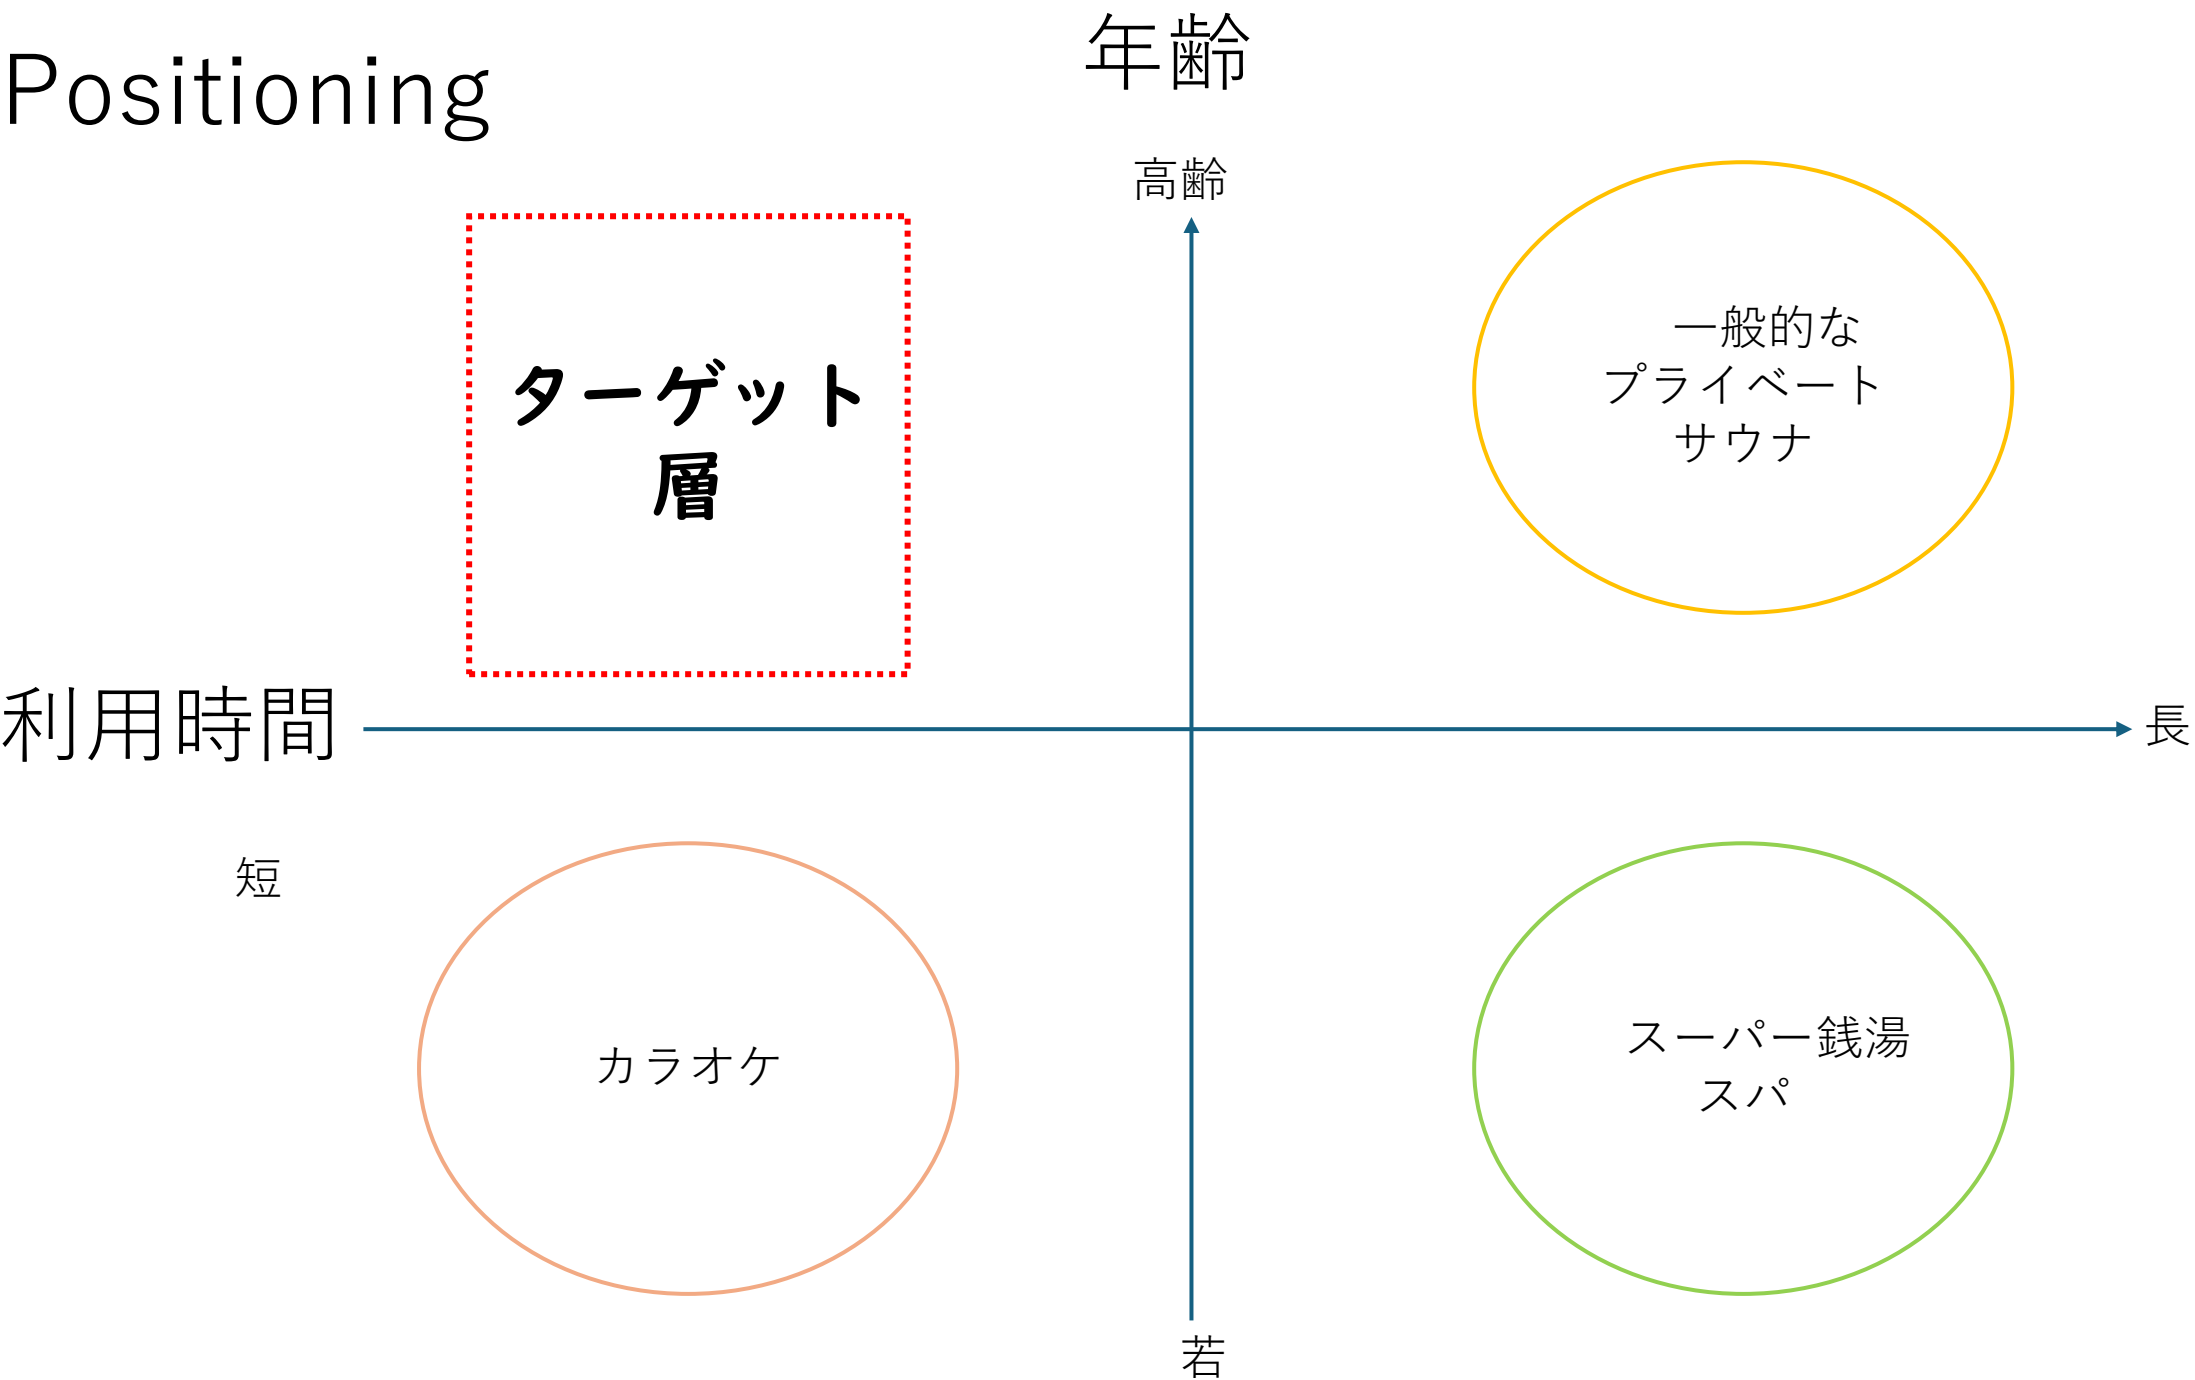 Positioning
年齢
高齢
ターゲット
層
一般的な
プライベート
サウナ
利用時間
長
短
カラオケ
スーパー銭湯
スパ
若